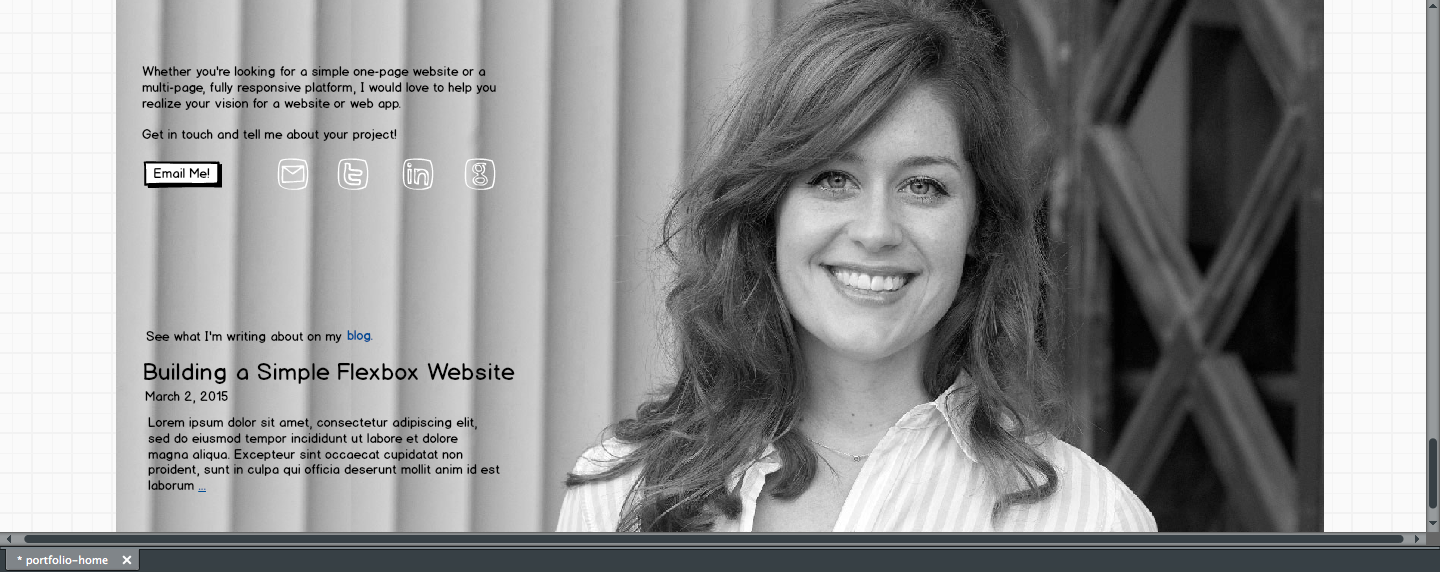 Whether you're looking for a simple one-page website or a
multi-page, fully responsive platform, I would love to help you
realize your vision for a website or web app.
Get in touch and tell me about your project!
Email Me!
t in g
See what I'm writing about on my blog.
Building a Simple Flexbox Website
March 2, 2015
Lorem ipsum dolor sit amet, consectetur adipiscing elit,
sed do eiusmod tempor incididunt ut labore et dolore
magna aliqua. Excepteur sint occaecat cupidatat non
proident, sunt in culpa qui officia deserunt mollit anim id est
laborum ...
* portfolio-home